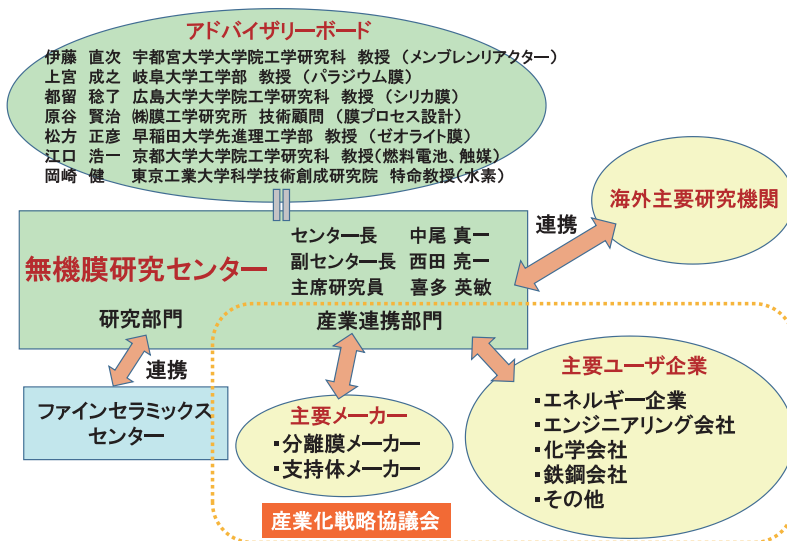 アドバイザリーボード
伊藤 直次 宇都宮大学大学院工学研究科 教授 (メンブレンリアクター)
上宮 成之 岐阜大学工学部 教授 (パラジウム膜)
都留 稔了 広島大学大学院工学研究科 教授 (シリカ膜)
原谷 賢治 ㈱膜工学研究所 技術顧問 (膜プロセス設計)
松方 正彦 早稲田大学先進理工学部 教授 (ゼオライト膜)
江口 浩一 京都大学大学院工学研究科 教授(燃料電池、触媒)
岡崎 健 東京工業大学科学技術創成研究院 特命教授(水素)
海外主要研究機関
連携
無機膜研究センター
センター長 中尾 真一
副センター長 西田 亮一
主席研究員 喜多 英敏
研究部門
産業連携部門
連携
ファインセラミックス
センター
主要メーカー
・分離膜メーカー
・支持体メーカー
主要ユーザ企業
・エネルギー企業
・エンジニアリング会社
・化学会社
・鉄鋼会社
・その他
産業化戦略協議会